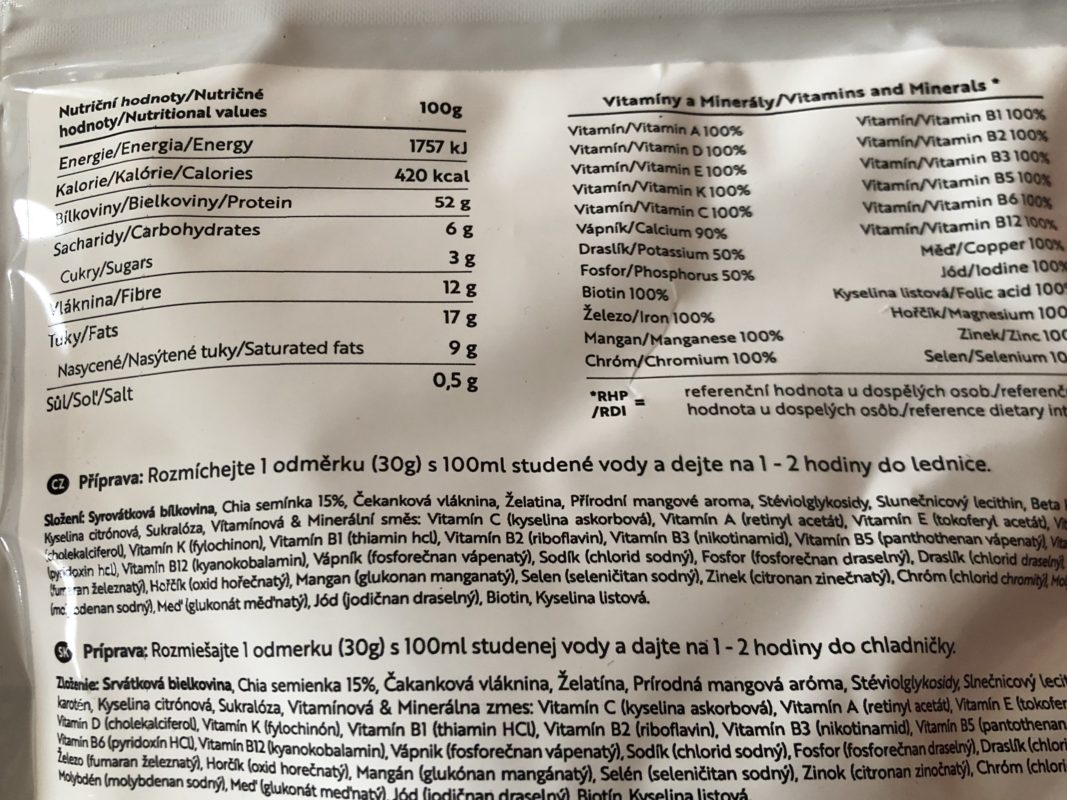 Nutriční hodnoty/Nutričné
hodnoty/Nutritional values 100g
Energie/Energia/Energy 1757 kJ
Kalorie/Kalórie/Calories 420 kcal
Bílkoviny/Bielkoviny/Protein 52 g
Sacharidy/Carbohydrates 6 g
Cukry/Sugars 3 g
Vláknina/Fibre 12 g
Tuky/Fats 17 g
Nasycené/Nasýtené tuky/Saturated fats 9 g
Sůl/Soľ/Salt 0,5 g
Vitamíny a Minerály/Vitamins and Minerals *
Vitamín/Vitamin A 100%
Vitamín/Vitamin D 100%
Vitamín/Vitamin E 100%
Vitamín/Vitamin K 100%
Vitamín/Vitamin C 100%
Vápník/Calcium 90%
Draslík/Potassium 50%
Fosfor/Phosphorus 50%
Biotin 100%
Železo/Iron 100%
Mangan/Manganese 100%
Chróm/Chromium 100%
Vitamín/Vitamin B1 100%
Vitamín/Vitamin B2 100%
Vitamín/Vitamin B3 100%
Vitamín/Vitamin B5 100%
Vitamín/Vitamin B6 100%
Vitamín/Vitamin B12 100%
Měď/Copper 100%
Jód/Iodine 100%
Kyselina listová/Folic acid 100
Hořčík/Magnesium 100
Zinek/Zinc 10
Selen/Selenium 10
*RHP
/RDI = referenční hodnota u dospělých osob./referenč
hodnota u dospelých osôb./reference dietary int
CZ Příprava: Rozmíchejte 1 odměrku (30g) s 100ml studené vody a dejte na 1 - 2 hodiny do lednice.
Složení: Syrovátková bílkovina, Chia semínka 15%, Čekanková vláknina, Želatina, Přírodní mangové aroma, Stéviolglykosidy, Slunečnicový lecithin, Beta
Kyselina citrónová, Sukralóza, Vítamínová & Minerální směs: Vitamín C (kyselina askorbová), Vitamín A (retinyl acetát), Vitamín E (tokoferyl acetát),
(cholekalciferol), Vitamín K (fylochinon), Vitamín B1 (thiamin hcl), Vitamín B2 (riboflavin), Vitamín B3 (nikotinamid), Vitamín B5 (panthothenan vápenatý),
(pyridoxin hcl), Vitamín B12 (kyanokobalamin), Vápník (fosforečnan vápenatý), Sodík (chlorid sodný), Fosfor (fosforečnan draselný), Draslík (chlorid draselný),
železnatý), Hořčík (oxid hořečnatý), Mangan (glukonan manganatý), Selen (seleničitan sodný), Zinek (citronan zinečnatý), Chróm (chlorid chromitý),
sodný), Meď (glukonát měďnatý), Jód (jodičnan draselný), Biotin, Kyselina listová.
SK Príprava: Rozmiešajte 1 odmerku (30g) s 100ml studenej vody a dajte na 1 - 2 hodiny do chladničky.
Zloženie: Srvátková bielkovina, Chia semienka 15%, Čakanková vláknina, Želatína, Prírodná mangová aróma, Stéviolglykosidy, Slnečnicový lecit
karotén, Kyselina citrónová, Sukralóza, Vitamínová & Minerálna zmes: Vitamín C (kyselina askorbová), Vitamín A (retinyl acetát), Vitamín E (tokofer
Vitamín D (cholekalciferol), Vitamín K (fylochinón), Vitamín B1 (thiamin HCl), Vitamín B2 (riboflavin), Vitamín B3 (nikotinamid), Vitamín B5 (pantothenan
Vitamín B6 (pyridoxín HCl), Vitamín B12 (kyanokobalamin), Vápnik (fosforečnan vápenatý), Sodík (chlorid sodný), Fosfor (fosforečnan draselný), Draslík (chlori
Železo (fumaran železnatý), Horčík (oxid horečnatý), Mangán (glukónan mangánatý), Selén (seleničitan sodný), Zinok (citronan zinočnatý), Chróm (chlori
Molybdén (molybdenan sodný), Meď (glukonát meďnatý), Jód (jodičnan draselný), Biotín, Kyselina listová.